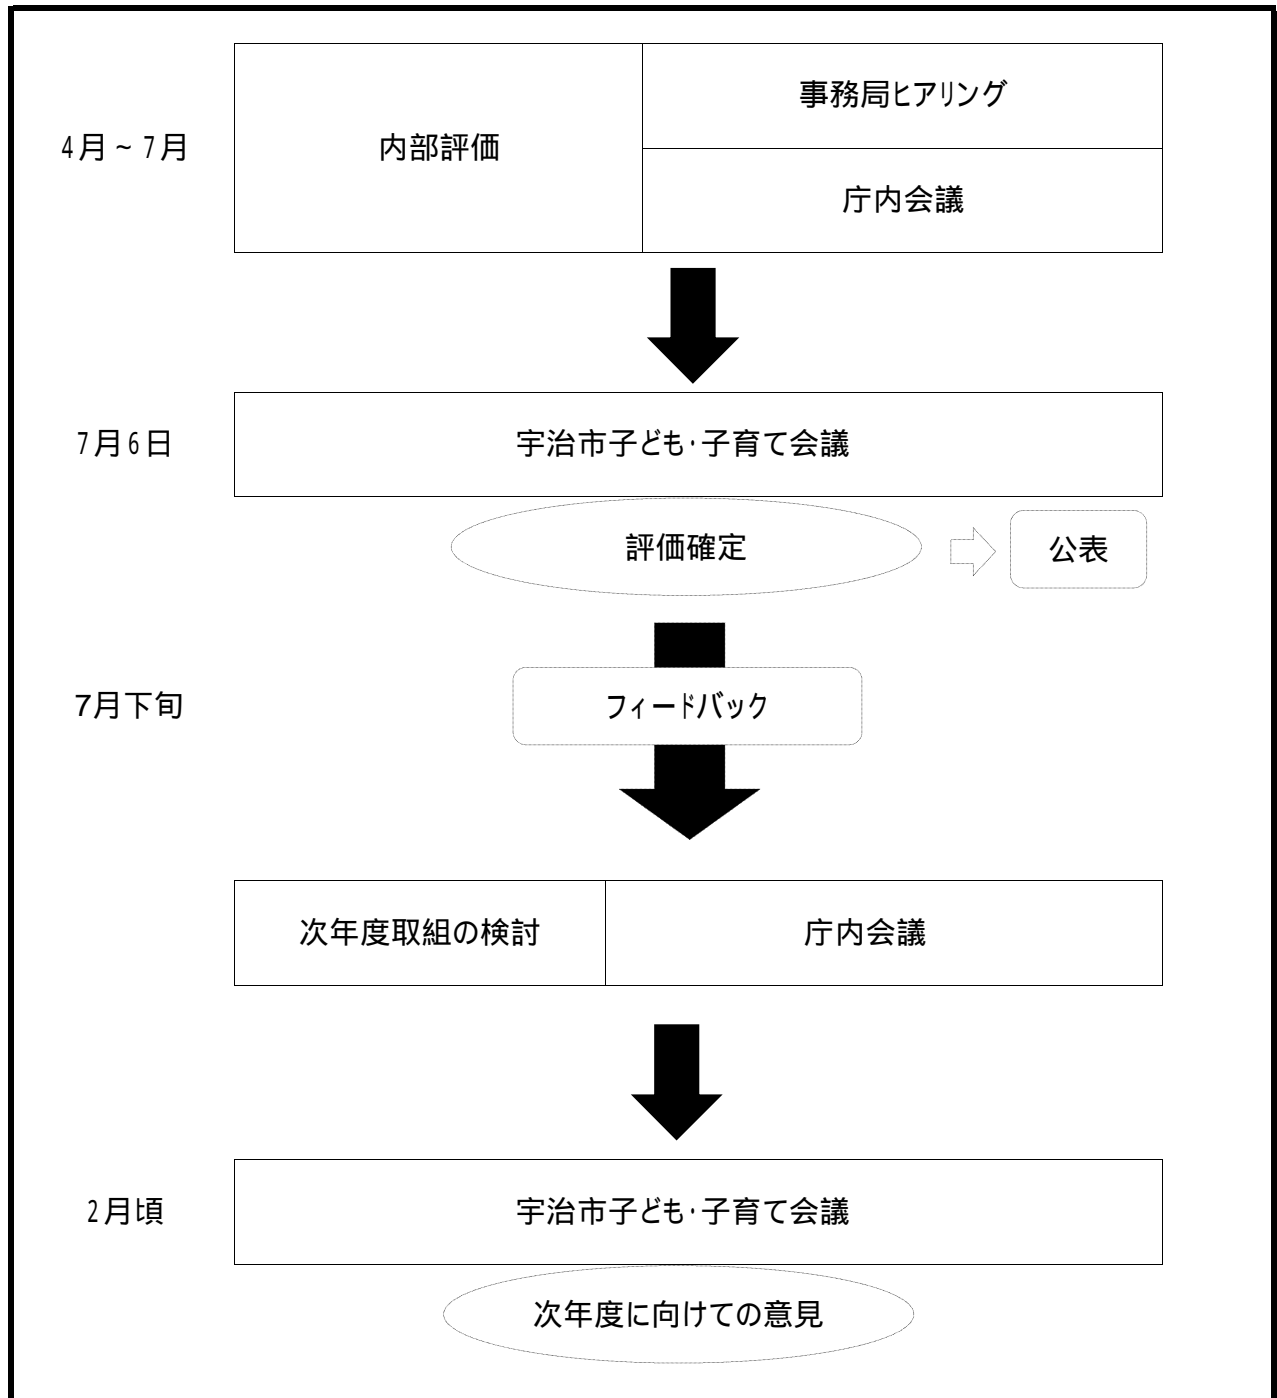 事務局ヒアリング
4月~7月
内部評価
庁内会議
7月6日
宇治市子ども・子育て会議
評価確定
公表
7月下旬
フィードバック
次年度取組の検討
庁内会議
2月頃
宇治市子ども・子育て会議
次年度に向けての意見